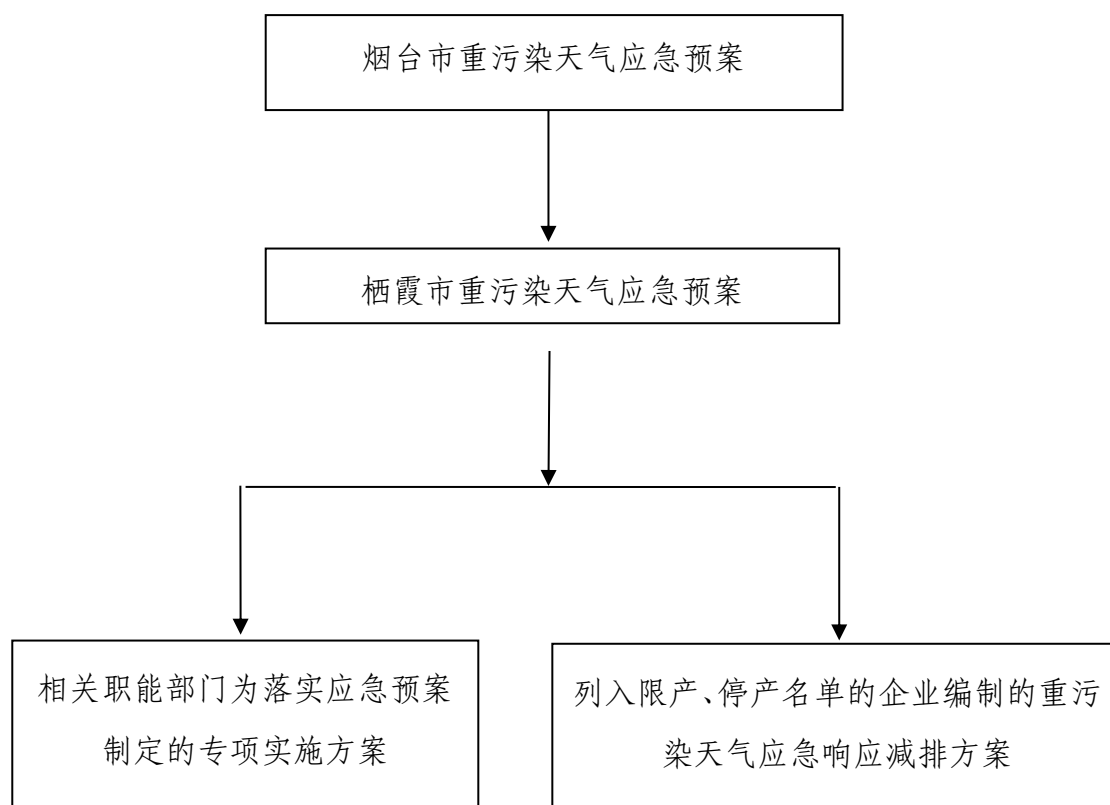 烟台市重污染天气应急预案
栖霞市重污染天气应急预案
相关职能部门为落实应急预案
制定的专项实施方案
列入限产、停产名单的企业编制的重污
染天气应急响应减排方案